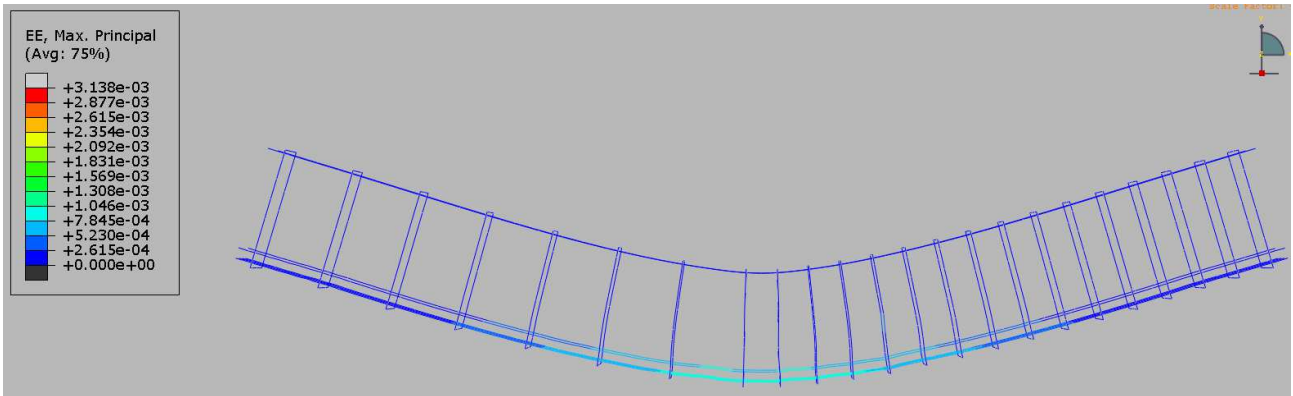 EE, Max. Principal
(Avg: 75%)
+3.138e-03
+2.877e-03
+2.615e-03
+2.354e-03
+2.092e-03
+1.831e-03
+1.569e-03
+1.308e-03
+1.046e-03
+7.845e-04
+5.230e-04
+2.615e-04
+0.000e+00